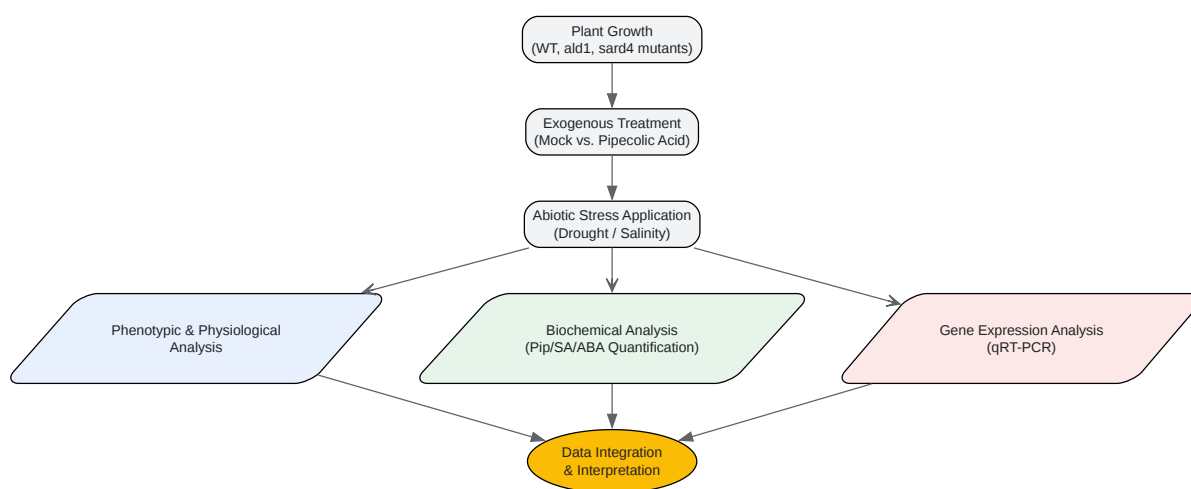 Plant Growth
(WT, ald1, sard4 mutants)
Exogenous Treatment
(Mock vs. Pipecolic Acid)
Abiotic Stress Application
(Drought / Salinity)
Phenotypic & Physiological
Analysis
Biochemical Analysis
(Pip/SA/ABA Quantification)
Gene Expression Analysis
(qRT-PCR)
Data Integration
& Interpretation